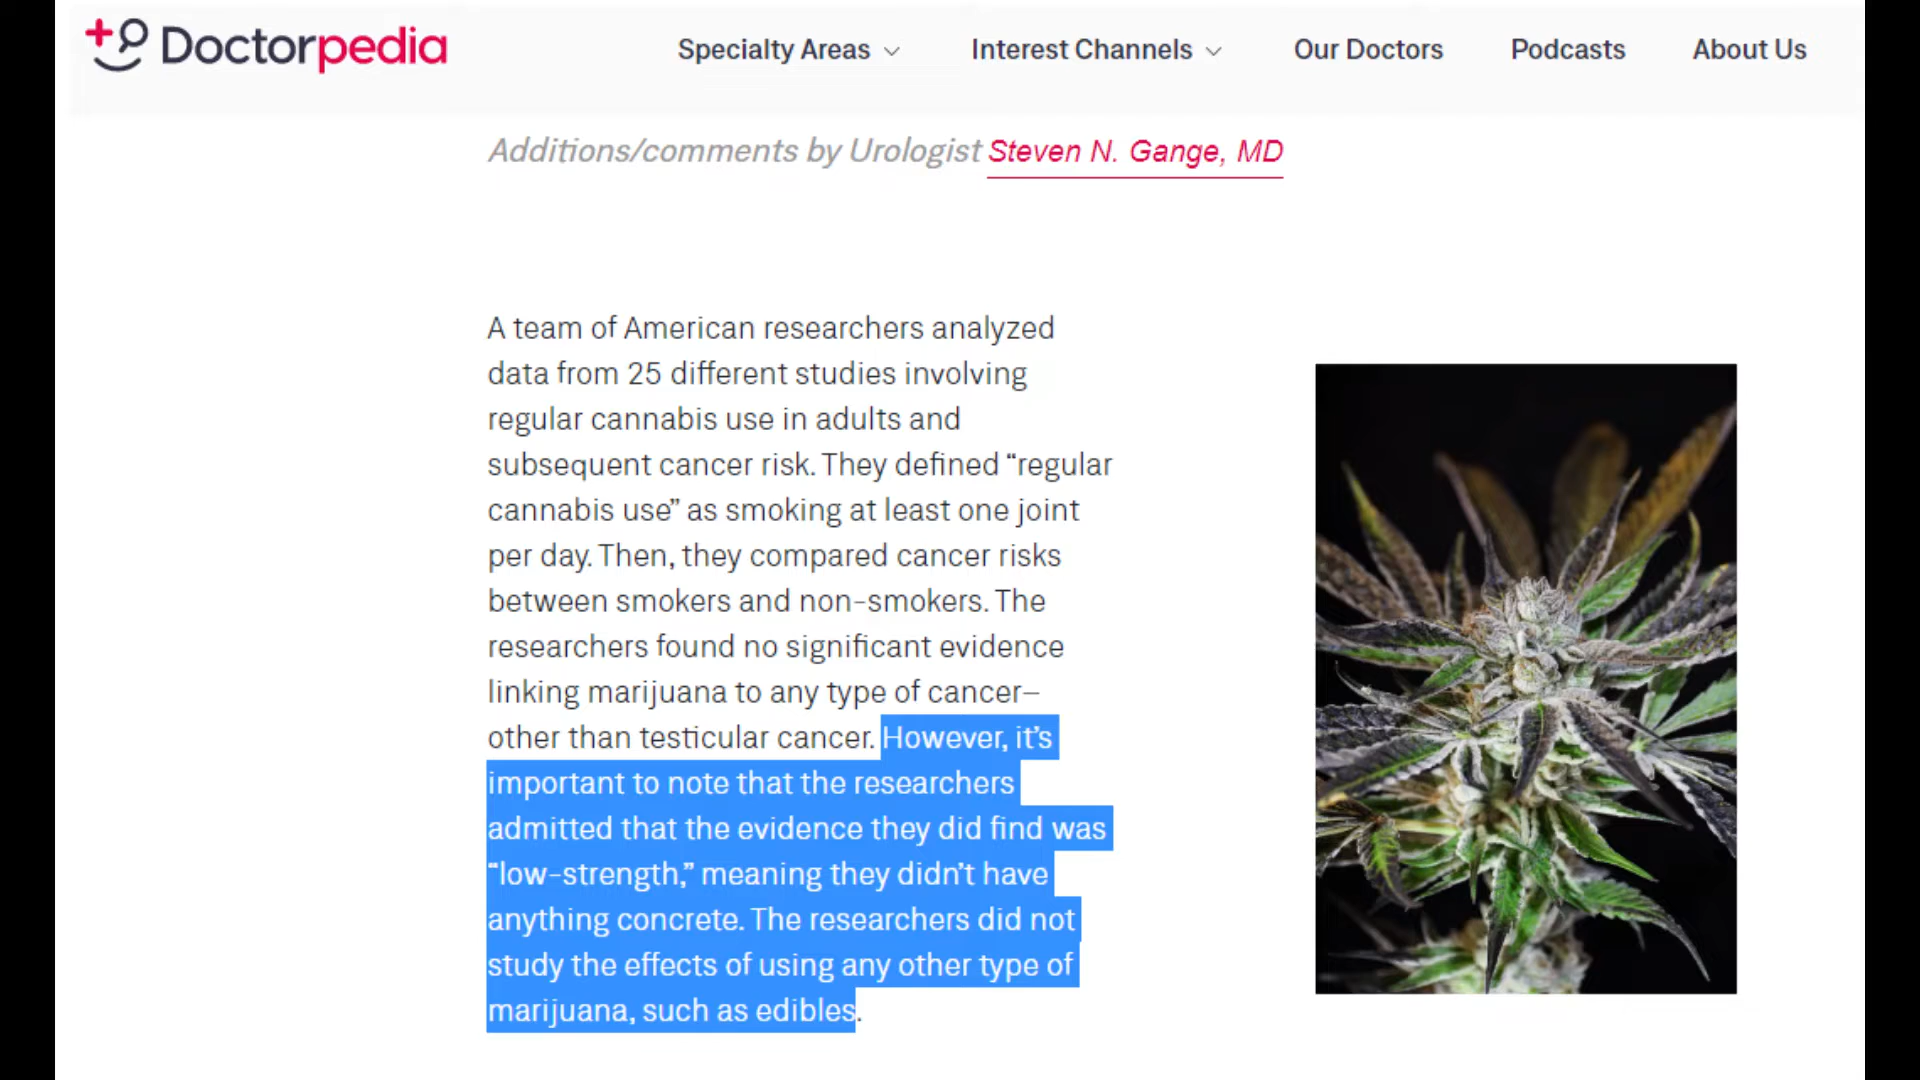 Doctorpedia
Specialty Areas
Interest Channels
Our Doctors
Podcasts
About Us
Additions/comments by Urologist Steven N. Gange, MD
A team of American researchers analyzed
data from 25 different studies involving
regular cannabis use in adults and
subsequent cancer risk. They defined “regular
cannabis use” as smoking at least one joint
per day. Then, they compared cancer risks
between smokers and non-smokers. The
researchers found no significant evidence
linking marijuana to any type of cancer–
other than testicular cancer. However, it’s
important to note that the researchers
admitted that the evidence they did find was
“low-strength,” meaning they didn’t have
anything concrete. The researchers did not
study the effects of using any other type of
marijuana, such as edibles.